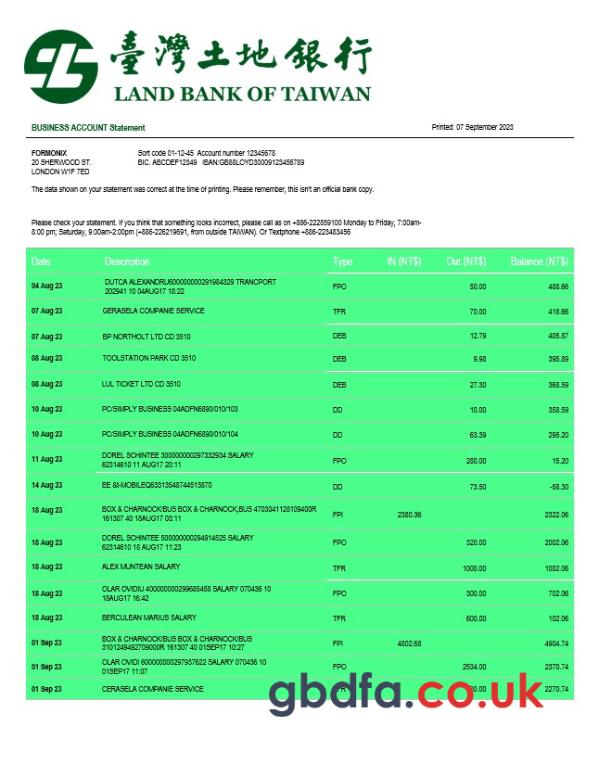 臺灣土地銀行
LAND BANK OF TAIWAN
BUSINESS ACCOUNT Statement Printed: 07 September 2023
FORMONIX Sort code 01-12-45 Account number 12345678
20 SHERWOOD ST. BIC. ABCDEF12349 IBAN:GB88LOYD30009123456789
LONDON W1F 7ED
The data shown on your statement was correct at the time of printing. Please remember, this isn't an official bank copy.
Please check your statement. If you think that something looks incorrect, please call as on +886-222859100 Monday to Friday, 7:00am-
8:00 pm; Saturday, 9:00am-2:00pm (+886-226219691, from outside TAIWAN). Or Textphone +886-223483456
Date Description Type IN (NT$) Out (NT$) Balance (NT$)
04 Aug 23 DUTCA ALEXANDRU600000000291984329 TRANCPORT FPO 50.00 488.66
202941 10 04AUG17 18:22
07 Aug 23 GERASELA COMPANIE SERVICE TFR 70.00 418.66
07 Aug 23 BP NORTHOLT LTD CD 3510 DEB 12.79 405.87
08 Aug 23 TOOLSTATION PARK CD 3510 DEB 9.98 395.89
08 Aug 23 LUL TICKET LTD CD 3510 DEB 27.30 368.59
10 Aug 23 PC/SIMPLY BUSINESS 04ADFN6890/010/103 DD 10.00 358.59
10 Aug 23 PC/SIMPLY BUSINESS 04ADFN6890/010/104 DD 63.39 295.20
11 Aug 23 DOREL SCHINTEE 300000000297332934 SALARY FPO 280.00 15.20
62314610 11 AUG17 20:11
14 Aug 23 EE &t-MOBILEQ63313548744513870 DD 73.50 -58.30
18 Aug 23 BOX & CHARNOCK/BUS BOX & CHARNOCK,BUS 4703041128109400R FPI 2380.36 2322.06
161307 40 18AUG17 03:11
18 Aug 23 DOREL SCHINTEE 500000000294914525 SALARY FPO 320.00 2002.06
62314610 18 AUG17 11:23
18 Aug 23 ALEX MUNTEAN SALARY TFR 1000.00 1002.06
18 Aug 23 OLAR OVIDIU 400000000299685458 SALARY 070436 10 FPO 300.00 702.06
18AUG17 16:42
18 Aug 23 BERCULEAN MARIUS SALARY TFR 600.00 102.06
01 Sep 23 BOX & CHARNOCK/BUS BOX & CHARNOCK/BUS FPI 4802.68 4904.74
3101249492709000R 161307 40 01SEP17 10:27
01 Sep 23 OLAR OVIDI 600000000297937622 SALARY 070436 10 FPO 2534.00 2370.74
01SEP17 11:07
01 Sep 23 CERASELA COMPANIE SERVICE 2270.74
gbdfa.co.uk